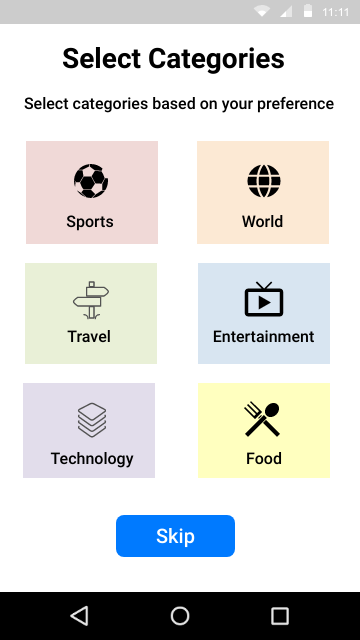 11:11
Select Categories
Select categories based on your preference
Sports
World
Travel
Entertainment
Technology
Food
Skip